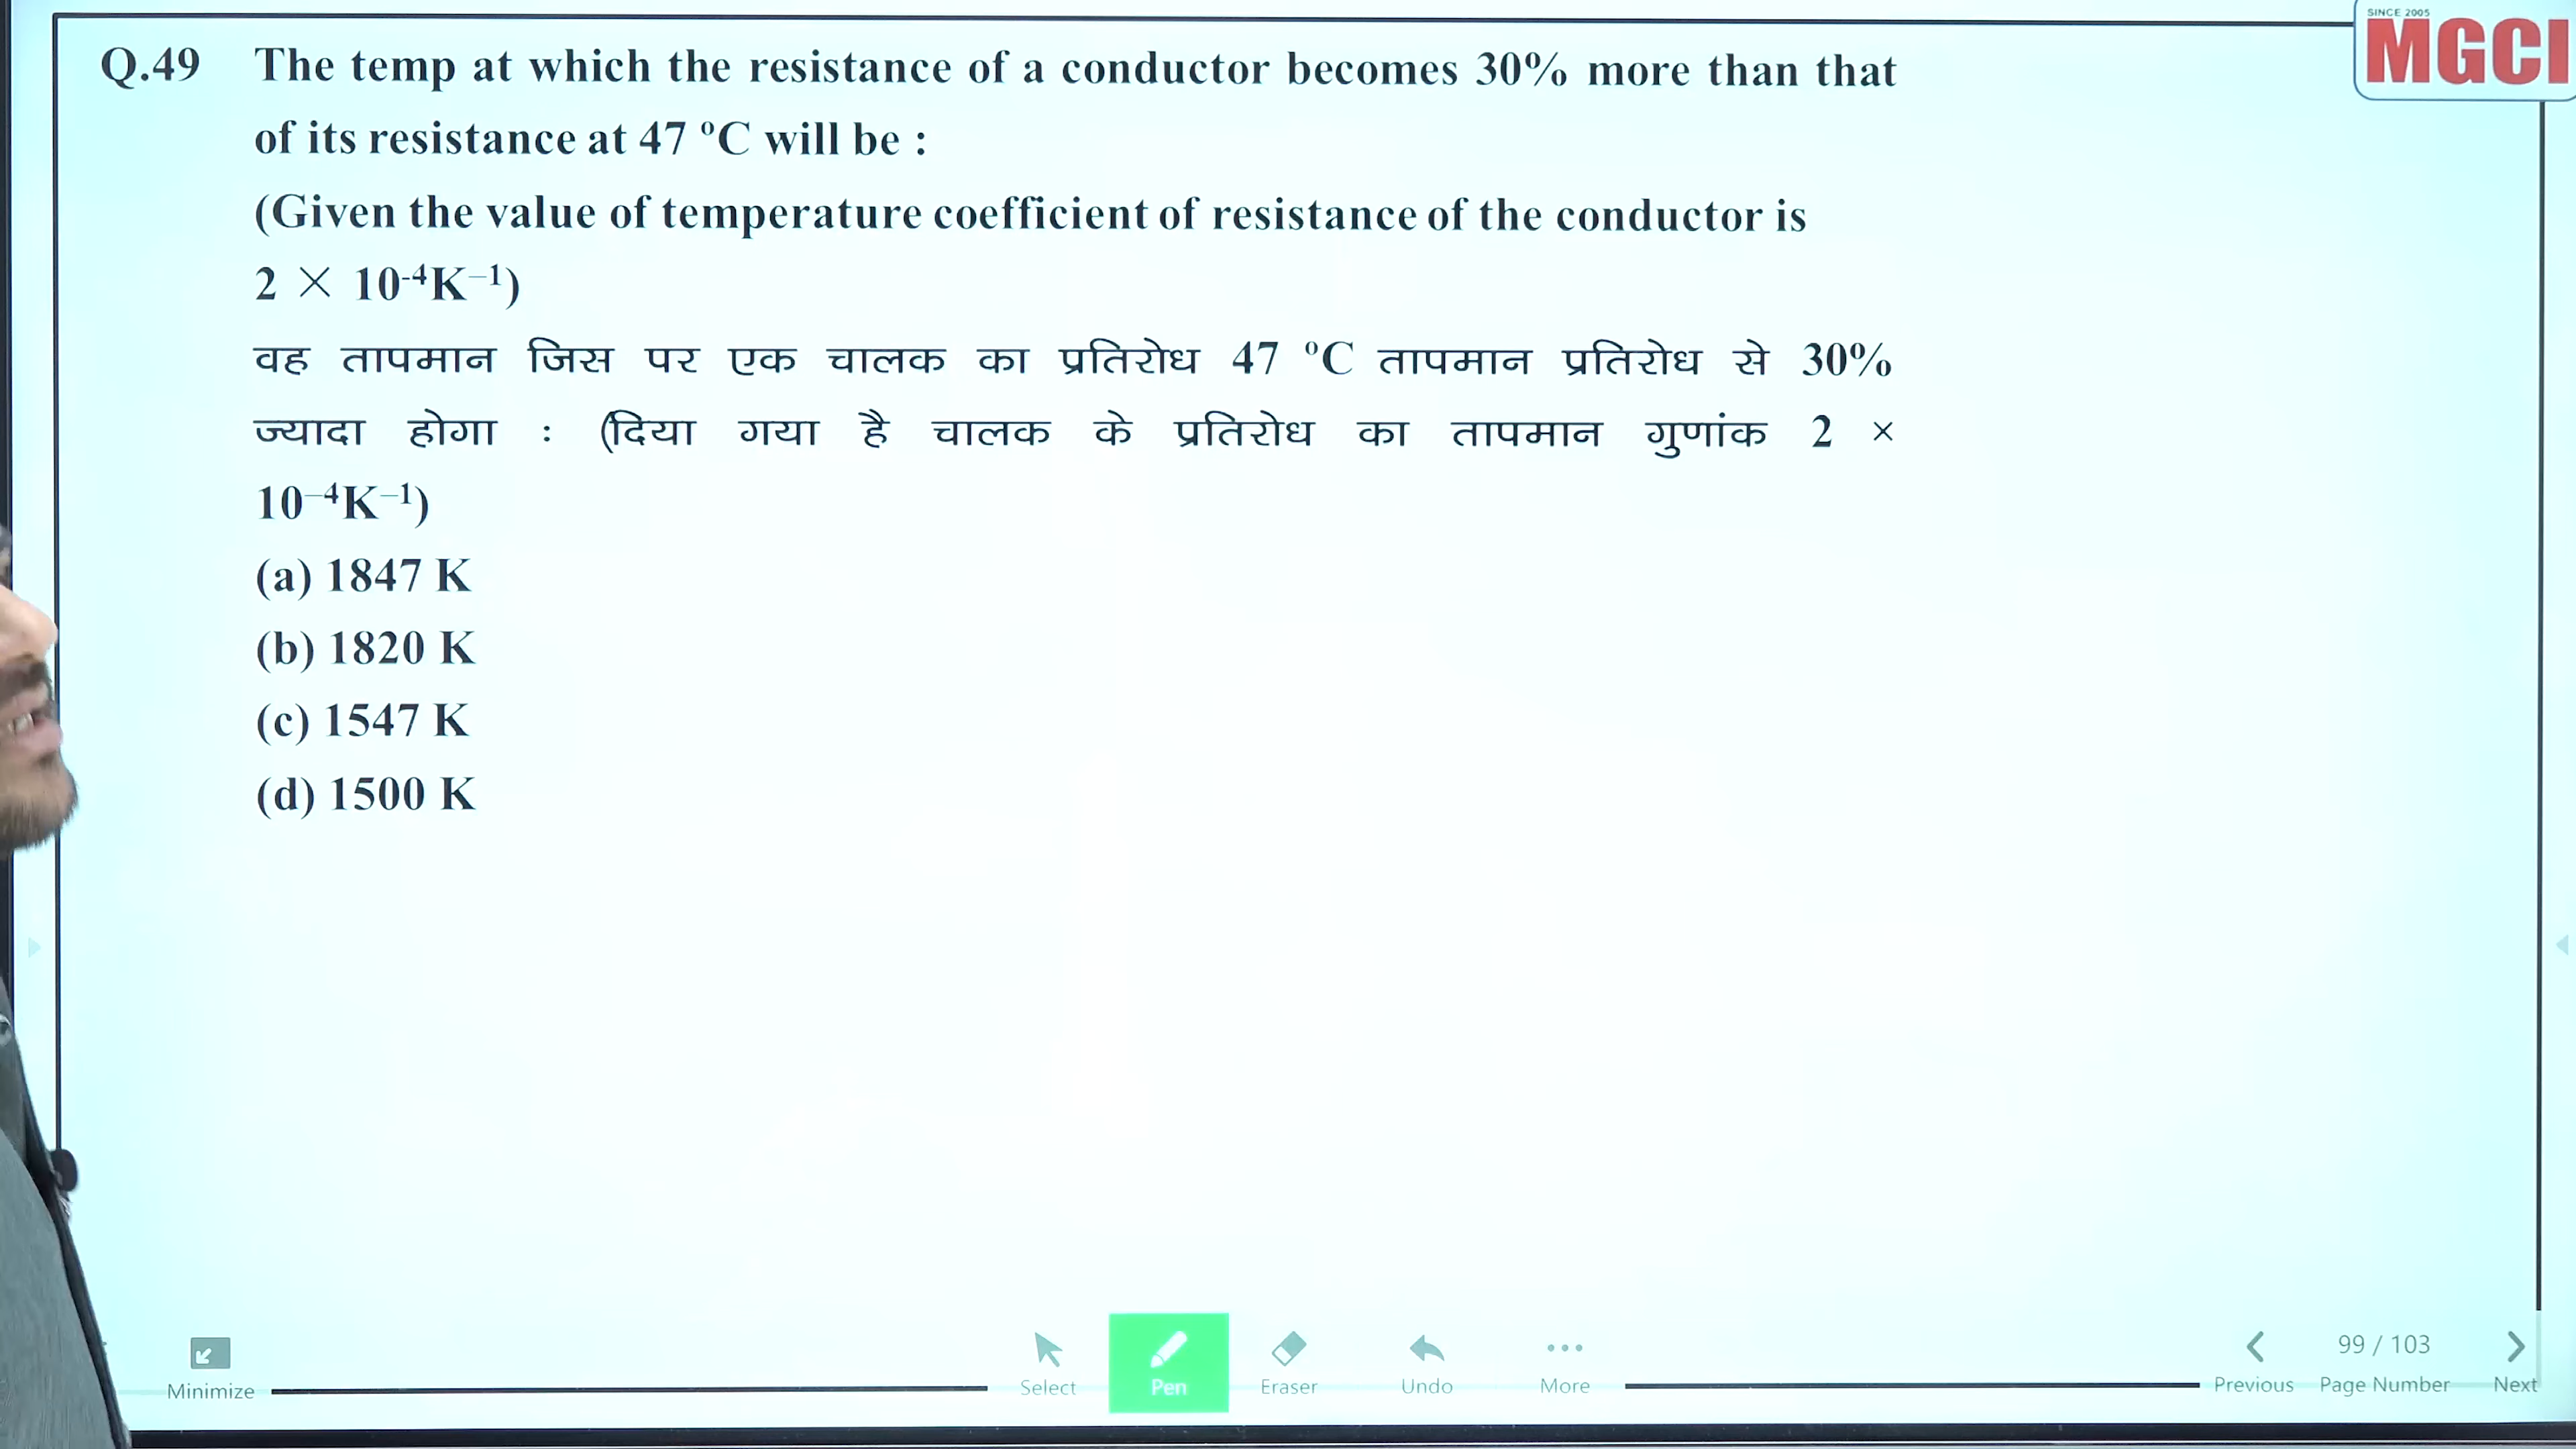 SINCE 2005
MGCI
Q.49 The temp at which the resistance of a conductor becomes 30% more than that
of its resistance at 47 °C will be :
(Given the value of temperature coefficient of resistance of the conductor is
2 × 10⁻⁴K⁻¹)
वह तापमान जिस पर एक चालक का प्रतिरोध 47 °C तापमान प्रतिरोध से 30%
ज्यादा होगा : (दिया गया है चालक के प्रतिरोध का तापमान गुणांक 2 ×
10⁻⁴K⁻¹)
(a) 1847 K
(b) 1820 K
(c) 1547 K
(d) 1500 K
Minimize
Select
Pen
Eraser
Undo
More
99 / 103
Previous
Page Number
Next